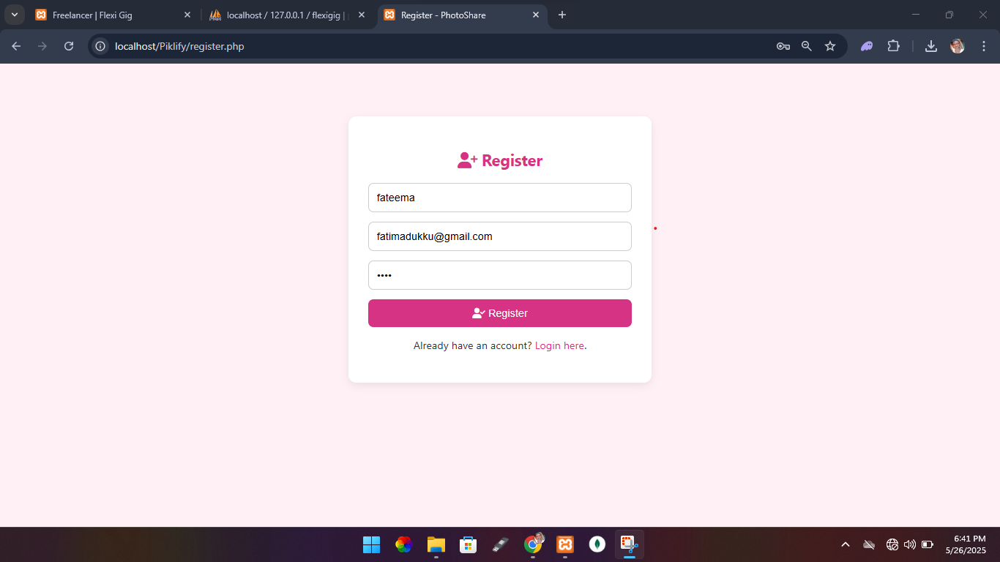 Freelancer | Flexi Gig
localhost / 127.0.0.1 / flexigig |
Register - PhotoShare
localhost/Piklify/register.php
Register
fateema
fatimadukku@gmail.com
••••
Register
Already have an account? Login here.
6:41 PM
5/26/2025